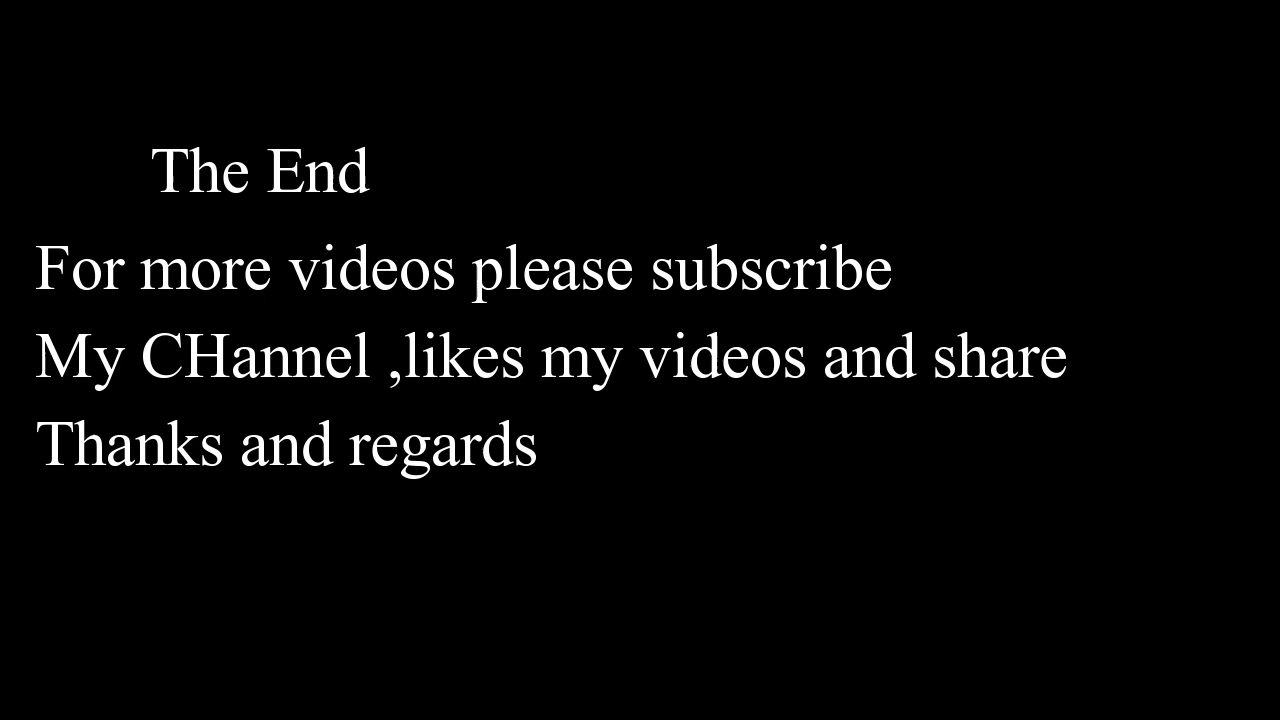 The End
For more videos please subscribe
My CHannel ,likes my videos and share
Thanks and regards